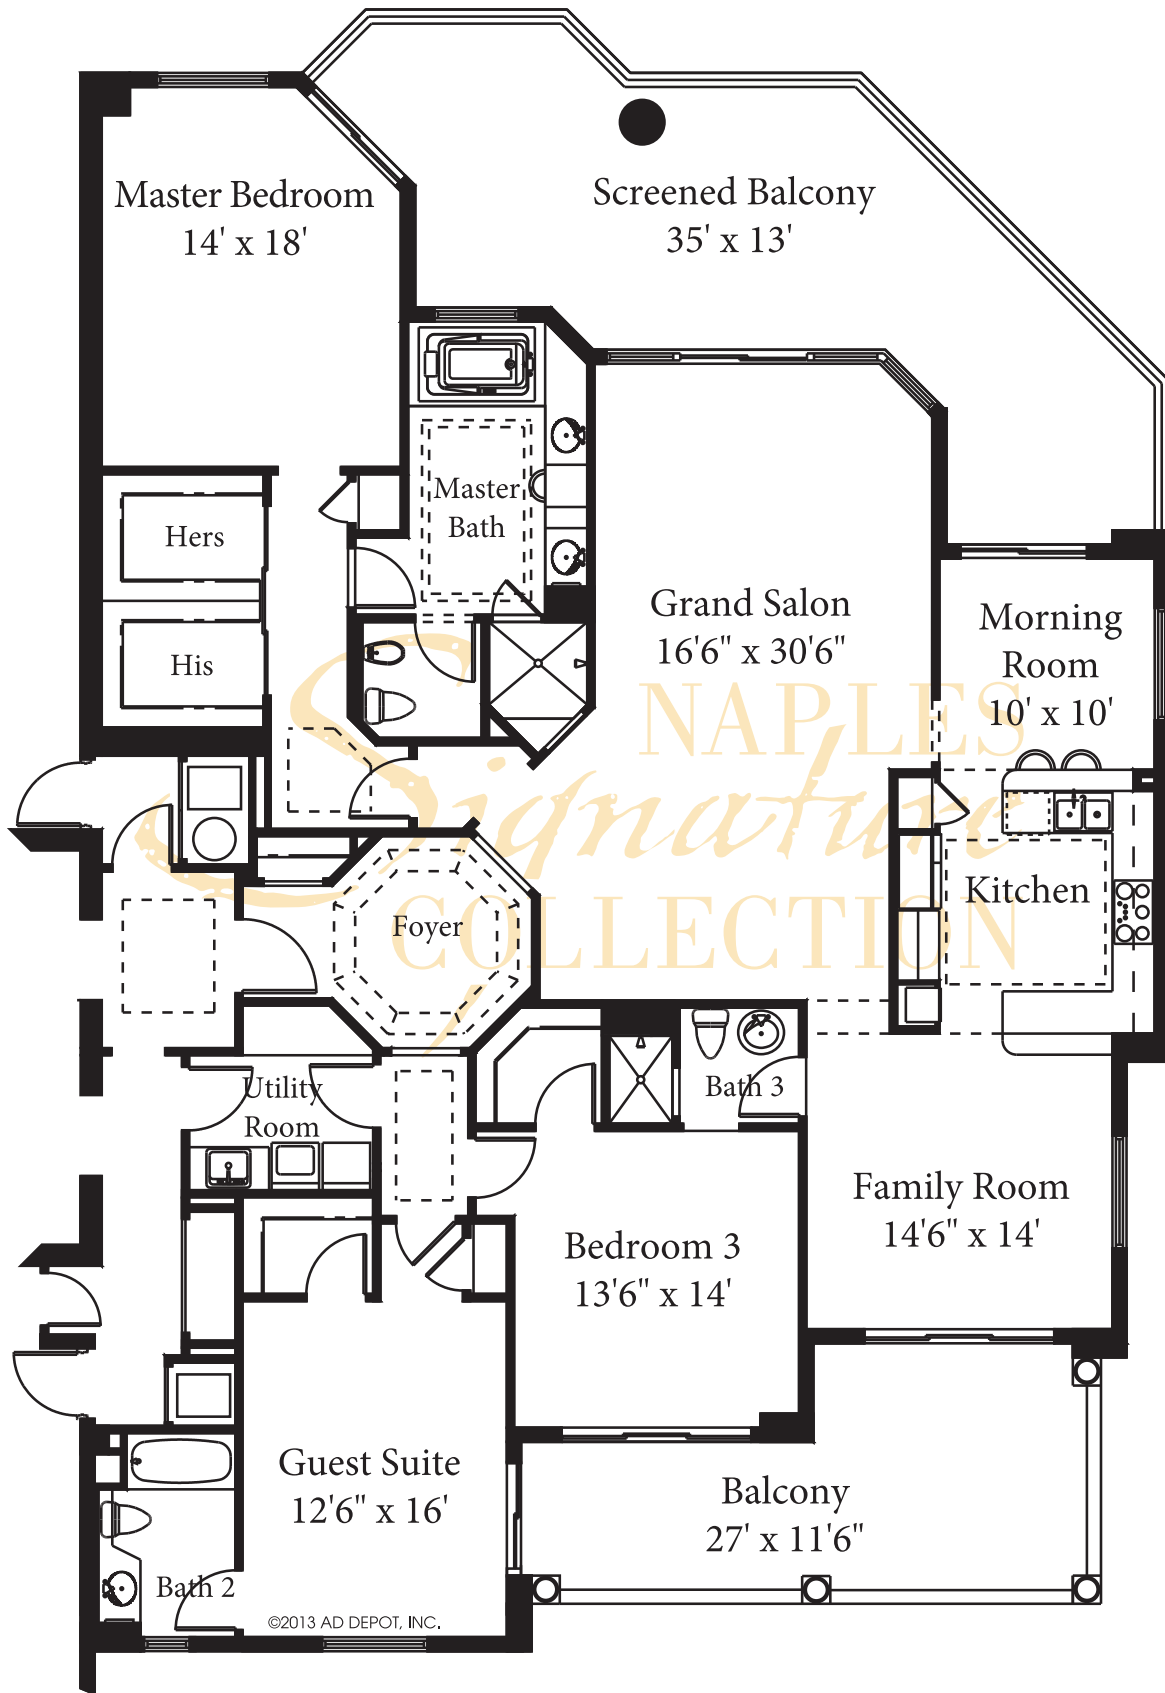 Master Bedroom
14' x 18'
Screened Balcony
35' x 13'
Master
Bath
Hers
His
Grand Salon
16'6" x 30'6"
Morning
Room
10' x 10'
NAPLES
Signature
COLLECTION
Kitchen
Foyer
Utility
Room
Bath 3
Family Room
14'6" x 14'
Bedroom 3
13'6" x 14'
Guest Suite
12'6" x 16'
Balcony
27' x 11'6"
Bath 2
©2013 AD DEPOT, INC.